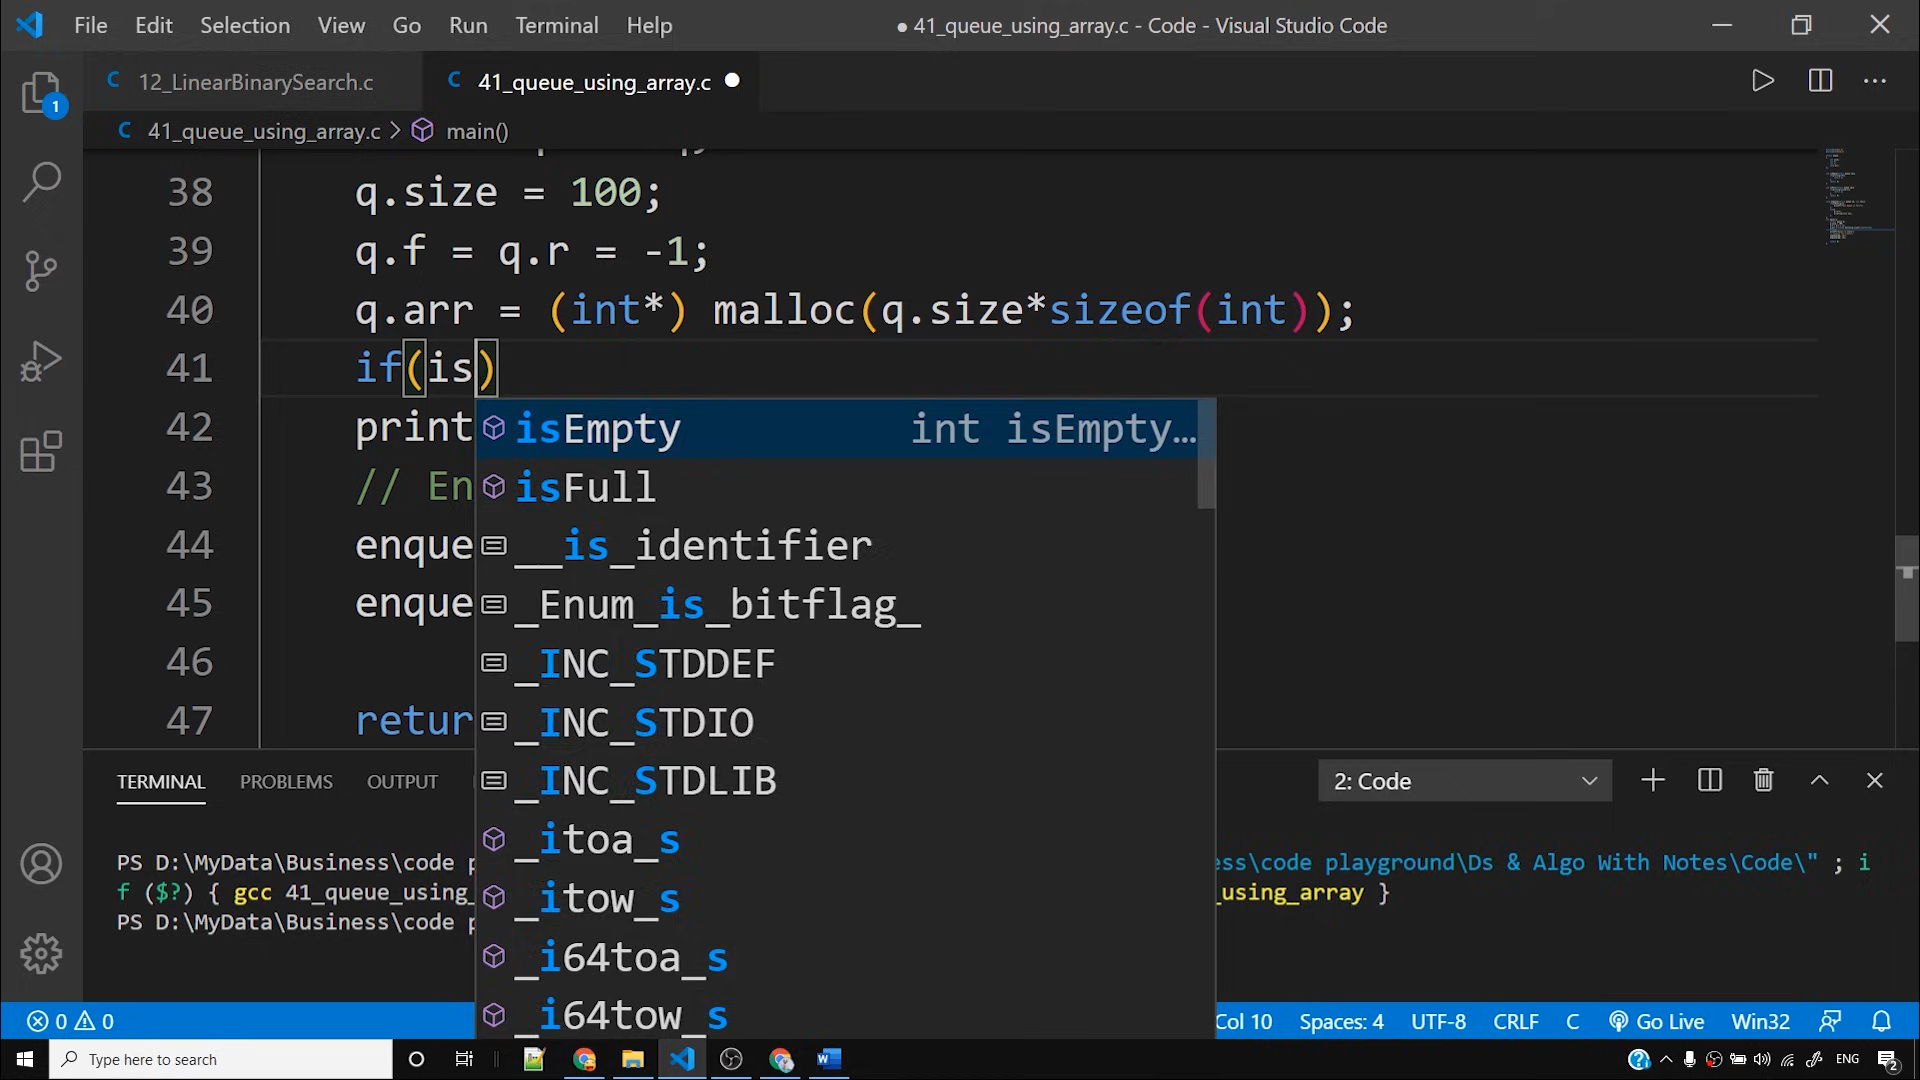 File Edit Selection View Go Run Terminal Help ● 41_queue_using_array.c - Code - Visual Studio Code
12_LinearBinarySearch.c 41_queue_using_array.c
41_queue_using_array.c > main()
38 q.size = 100;
39 q.f = q.r = -1;
40 q.arr = (int*) malloc(q.size*sizeof(int));
41 if(is)
42 print
43 // En
44 enque
45 enque
46
47 retur
isEmpty int isEmpty…
isFull
__is_identifier
_Enum_is_bitflag_
_INC_STDDEF
_INC_STDIO
_INC_STDLIB
_itoa_s
_itow_s
_i64toa_s
_i64tow_s
1
TERMINAL PROBLEMS OUTPUT 2: Code
PS D:\MyData\Business\code p ss\code playground\Ds & Algo With Notes\Code\" ; i
f ($?) { gcc 41_queue_using_ _using_array }
PS D:\MyData\Business\code p
0 0 Col 10 Spaces: 4 UTF-8 CRLF C Go Live Win32
Type here to search ENG 2